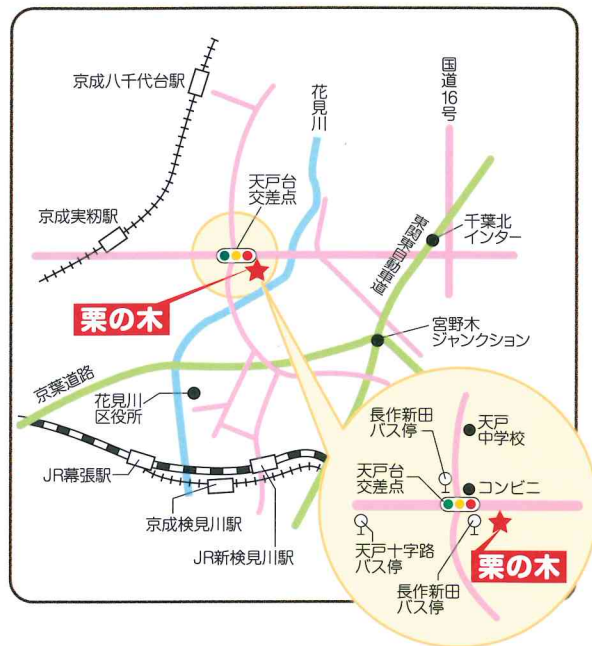 京成八千代台駅
花見川
国道16号
天戸台
交差点
京成実籾駅
東関東自動車道
千葉北
インター
栗の木
宮野木
ジャンクション
京葉道路
花見川
区役所
JR幕張駅
京成検見川駅
JR新検見川駅
長作新田
バス停
天戸
中学校
天戸台
交差点
コンビニ
天戸十字路
バス停
長作新田
バス停
栗の木